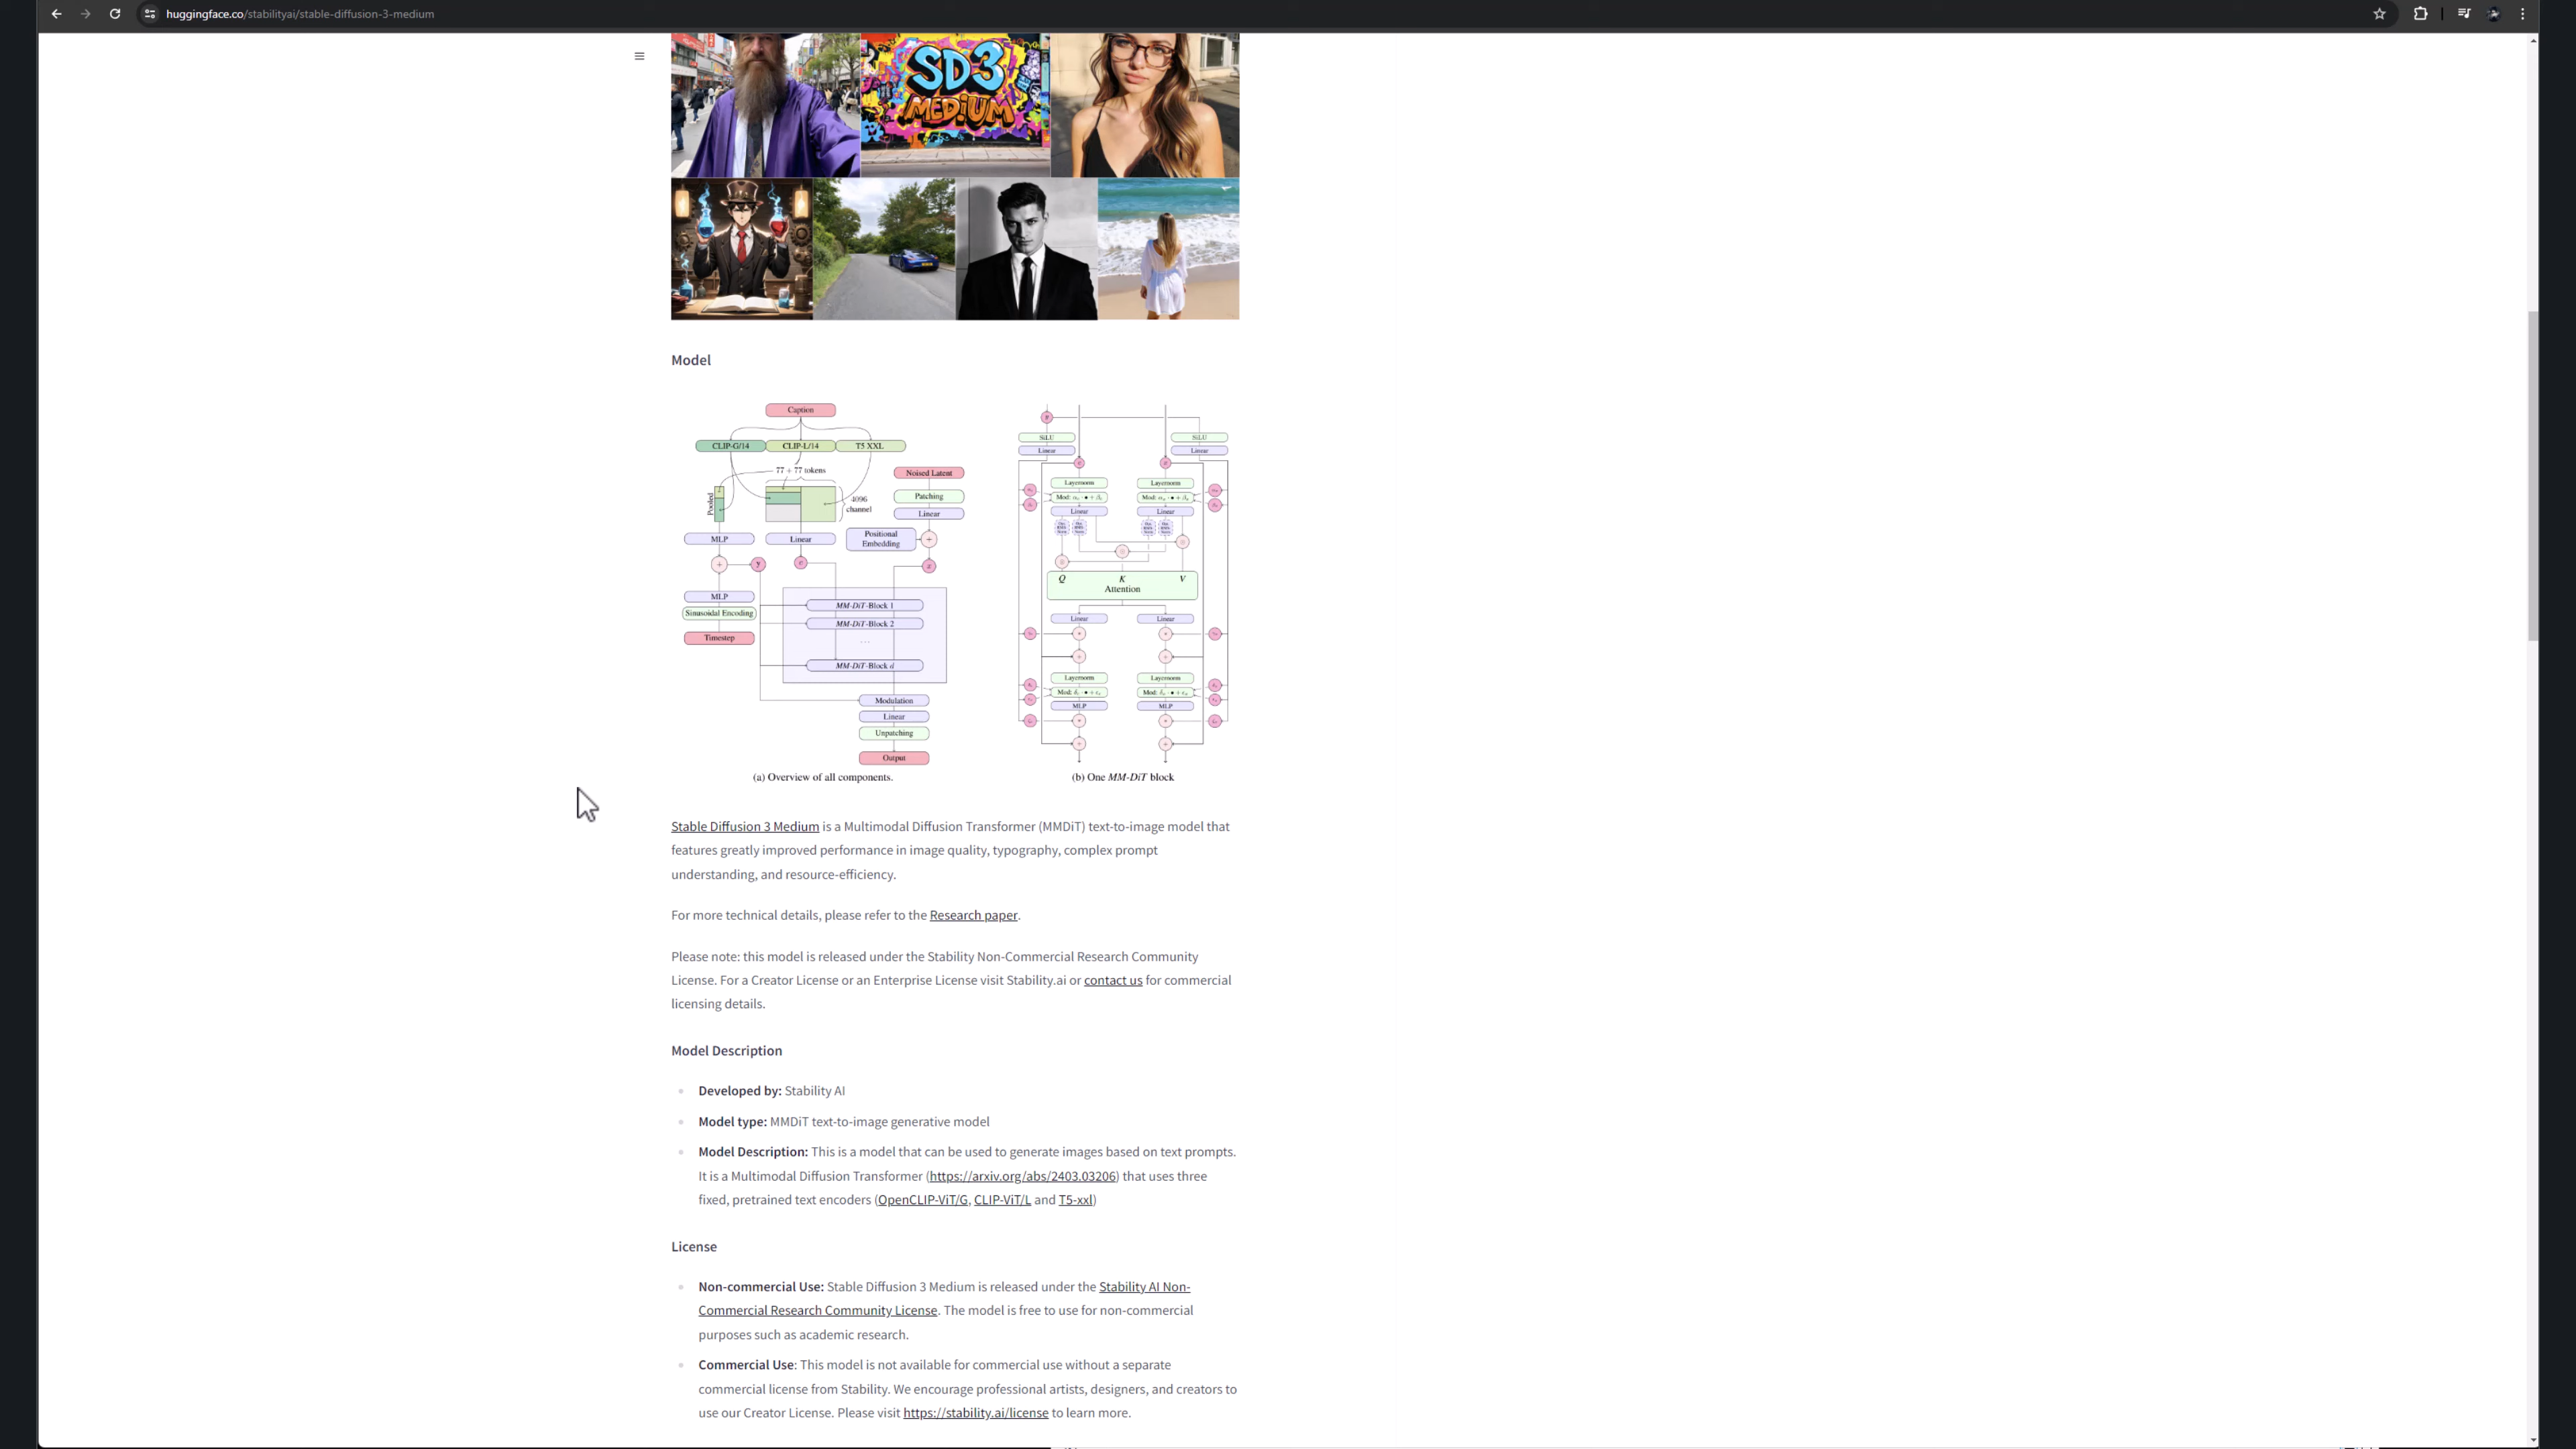 huggingface.co/stabilityai/stable-diffusion-3-medium
SD3
MEDIUM
Model
Caption
CLIP-G/14
CLIP-L/14
T5 XXL
77 + 77 tokens
Noised Latent
Pooled
4096
channel
Patching
Linear
MLP
Linear
Positional
Embedding
+
+
y
c
x
MLP
Sinusoidal Encoding
Timestep
MM-DiT-Block 1
MM-DiT-Block 2
. . .
MM-DiT-Block d
Modulation
Linear
Unpatching
Output
(a) Overview of all components.
y
SiLU
SiLU
Linear
Linear
c
x
Layernorm
Layernorm
Linear
Linear
Q
K
V
Attention
Linear
Linear
Layernorm
Layernorm
MLP
MLP
(b) One MM-DiT block
Stable Diffusion 3 Medium is a Multimodal Diffusion Transformer (MMDiT) text-to-image model that
features greatly improved performance in image quality, typography, complex prompt
understanding, and resource-efficiency.
For more technical details, please refer to the Research paper.
Please note: this model is released under the Stability Non-Commercial Research Community
License. For a Creator License or an Enterprise License visit Stability.ai or contact us for commercial
licensing details.
Model Description
Developed by: Stability AI
Model type: MMDiT text-to-image generative model
Model Description: This is a model that can be used to generate images based on text prompts.
It is a Multimodal Diffusion Transformer (https://arxiv.org/abs/2403.03206) that uses three
fixed, pretrained text encoders (OpenCLIP-ViT/G, CLIP-ViT/L and T5-xxl)
License
Non-commercial Use: Stable Diffusion 3 Medium is released under the Stability AI Non-
Commercial Research Community License. The model is free to use for non-commercial
purposes such as academic research.
Commercial Use: This model is not available for commercial use without a separate
commercial license from Stability. We encourage professional artists, designers, and creators to
use our Creator License. Please visit https://stability.ai/license to learn more.